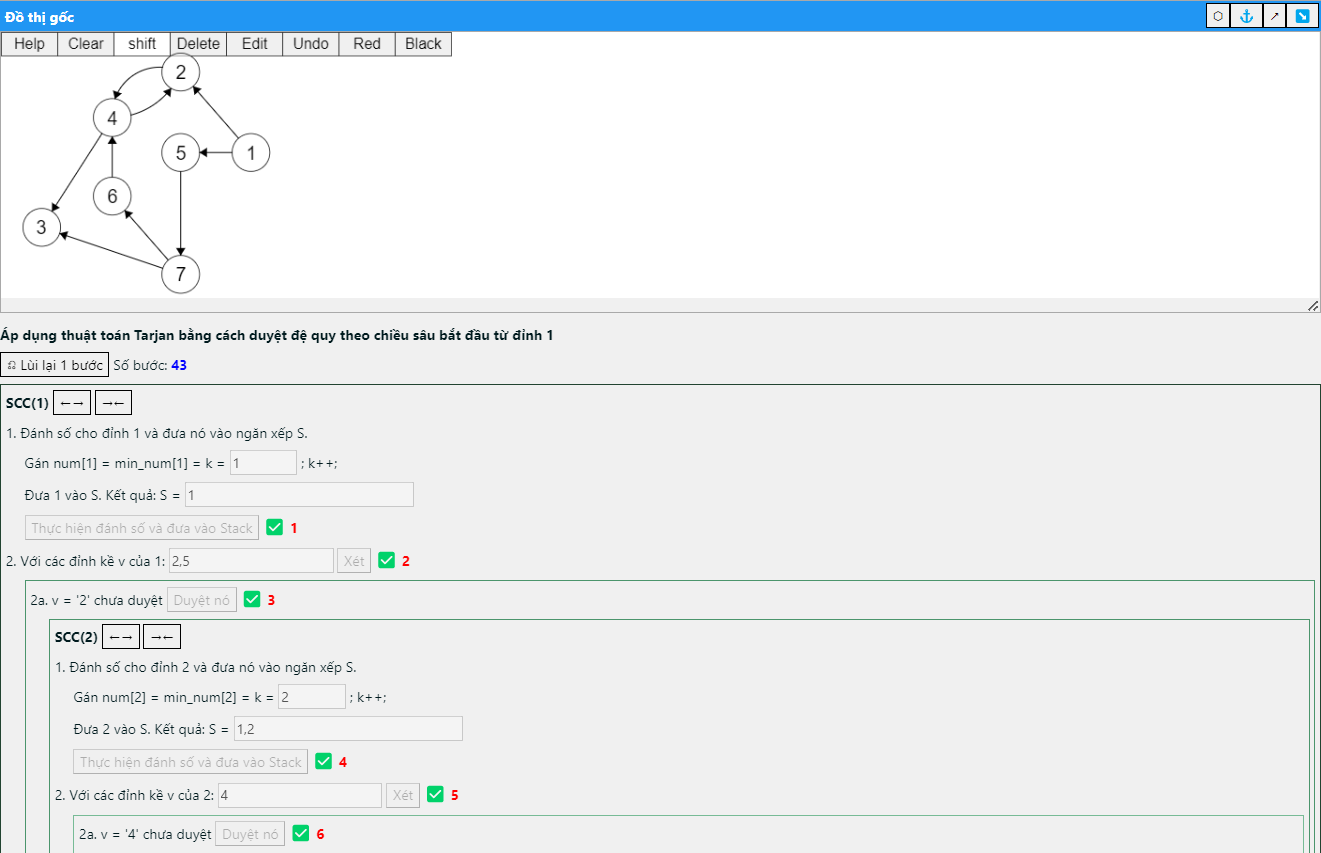 Đồ thị gốc
Help Clear shift Delete Edit Undo Red Black
2
4
5 1
6
3
7
Áp dụng thuật toán Tarjan bằng cách duyệt đệ quy theo chiều sâu bắt đầu từ đỉnh 1
Lùi lại 1 bước Số bước: 43
SCC(1) ←→ →←
1. Đánh số cho đỉnh 1 và đưa nó vào ngăn xếp S.
Gán num[1] = min_num[1] = k = 1 ; k++;
Đưa 1 vào S. Kết quả: S = 1
Thực hiện đánh số và đưa vào Stack ✅ 1
2. Với các đỉnh kề v của 1: 2,5 Xét ✅ 2
2a. v = '2' chưa duyệt Duyệt nó ✅ 3
SCC(2) ←→ →←
1. Đánh số cho đỉnh 2 và đưa nó vào ngăn xếp S.
Gán num[2] = min_num[2] = k = 2 ; k++;
Đưa 2 vào S. Kết quả: S = 1,2
Thực hiện đánh số và đưa vào Stack ✅ 4
2. Với các đỉnh kề v của 2: 4 Xét ✅ 5
2a. v = '4' chưa duyệt Duyệt nó ✅ 6